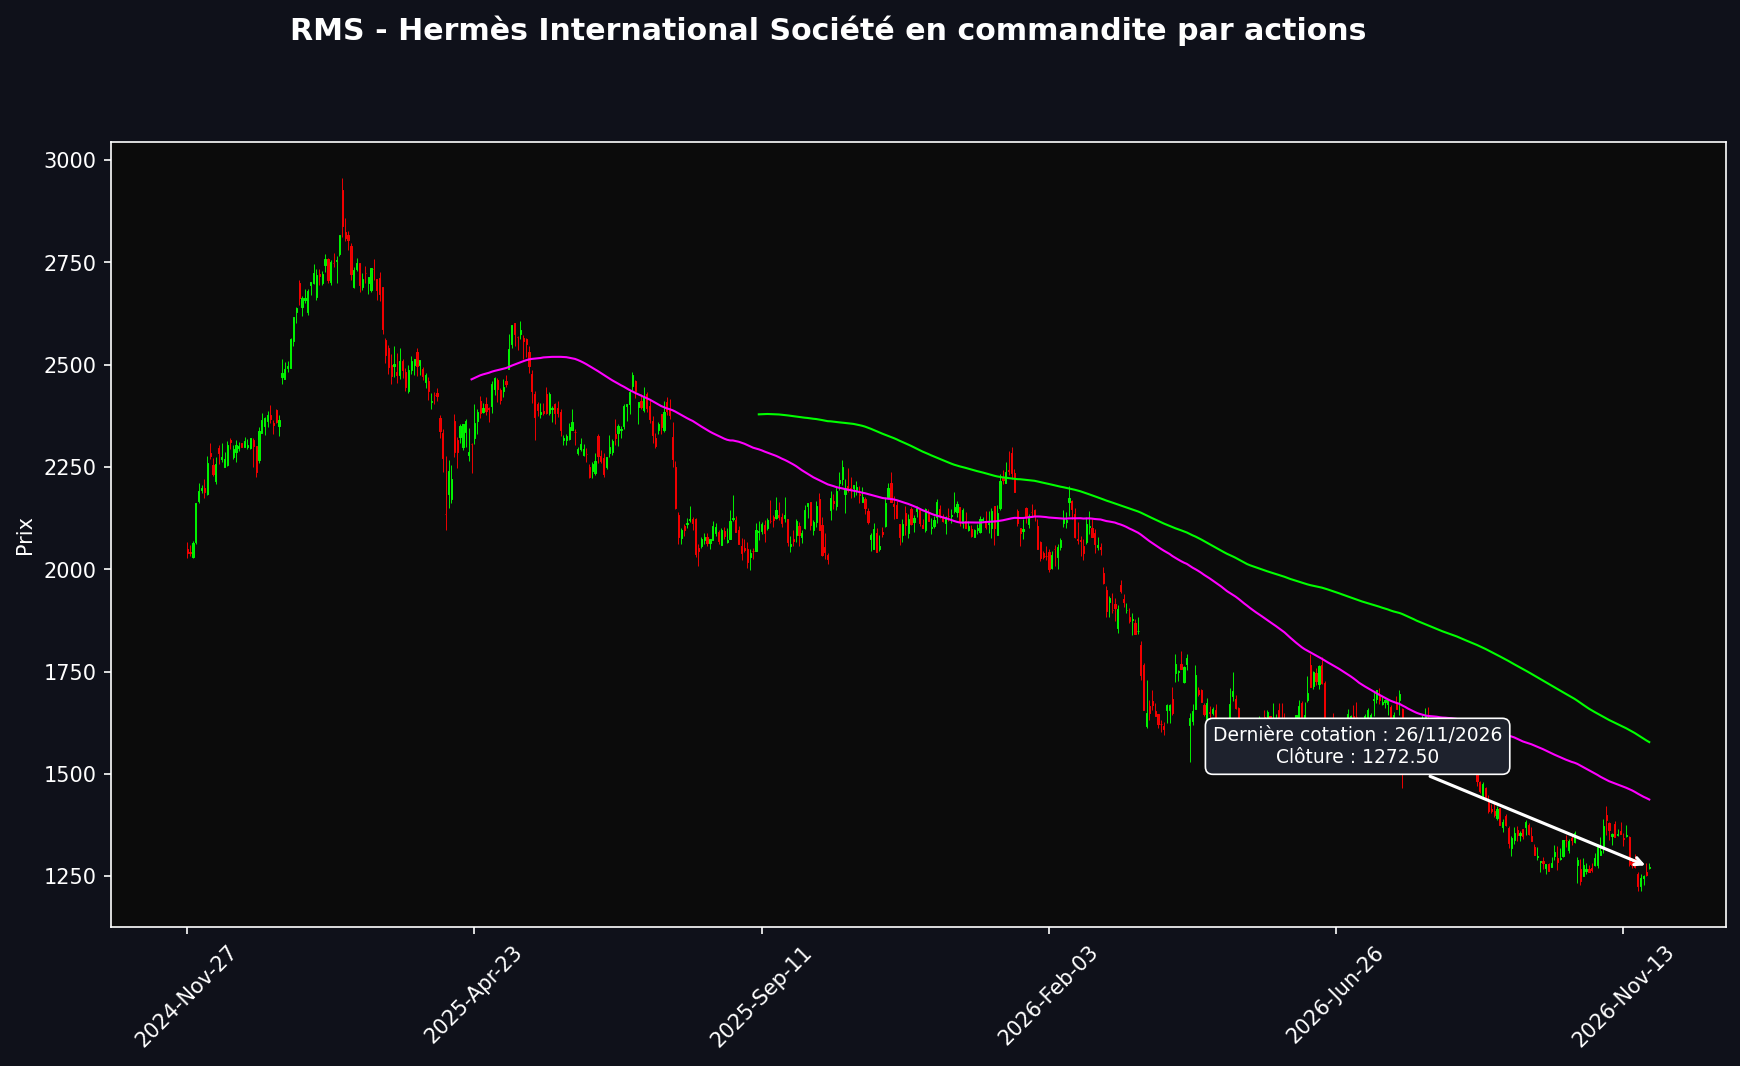 RMS - Hermès International Société en commandite par actions
3000
2750
2500
2250
2000
1750
1500
1250
Prix
Dernière cotation : 26/11/2026
Clôture : 1272.50
2024-Nov-27
2025-Apr-23
2025-Sep-11
2026-Feb-03
2026-Jun-26
2026-Nov-13